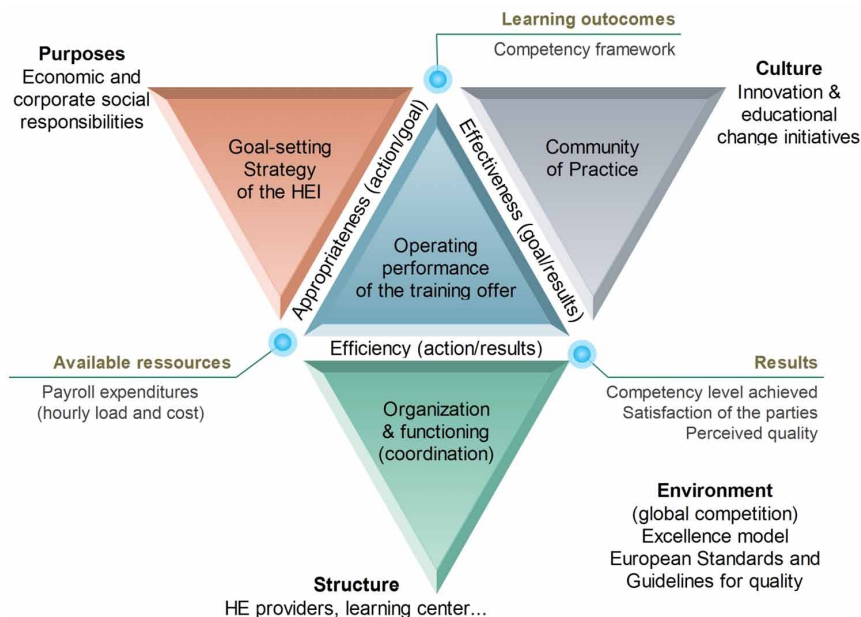 Learning outocomes
Competency framework
Purposes
Economic and
corporate social
responsibilities
Culture
Innovation &
educational
change initiatives
Goal-setting
Strategy
of the HEI
Appropriateness (action/goal)
Effectiveness (goal/results)
Community
of Practice
Operating
performance
of the training offer
Efficiency (action/results)
Available ressources
Payroll expenditures
(hourly load and cost)
Results
Competency level achieved
Satisfaction of the parties
Perceived quality
Organization
& functioning
(coordination)
Environment
(global competition)
Excellence model
European Standards and
Guidelines for quality
Structure
HE providers, learning center...